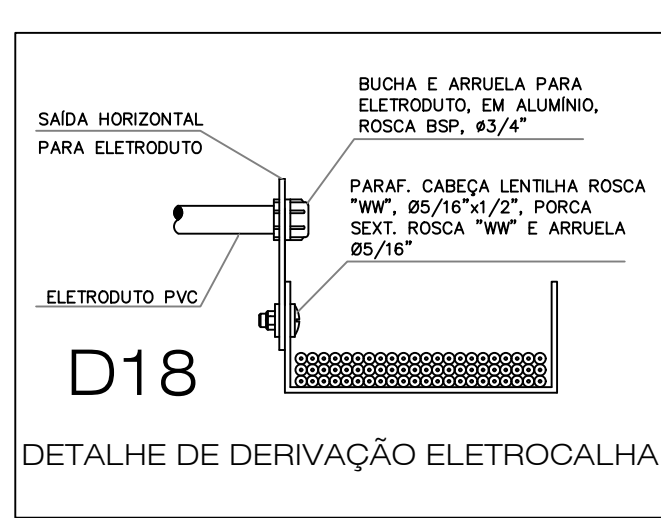 SAÍDA HORIZONTAL
PARA ELETRODUTO
BUCHA E ARRUELA PARA
ELETRODUTO, EM ALUMÍNIO,
ROSCA BSP, ø3/4"
PARAF. CABEÇA LENTILHA ROSCA
"WW", Ø5/16"x1/2", PORCA
SEXT. ROSCA "WW" E ARRUELA
Ø5/16"
ELETRODUTO PVC
D18
DETALHE DE DERIVAÇÃO ELETROCALHA